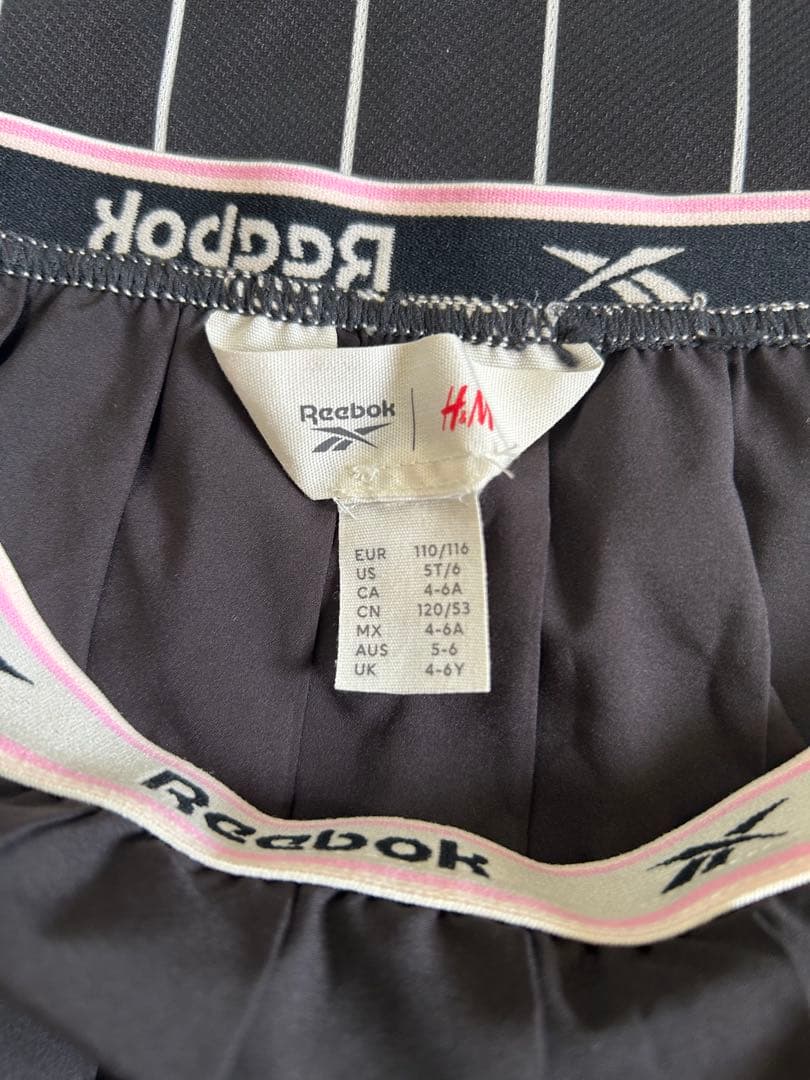 Reebok
Reebok | H&M
EUR 110/116
US 5T/6
CA 4-6A
CN 120/53
MX 4-6A
AUS 5-6
UK 4-6Y
Reebok